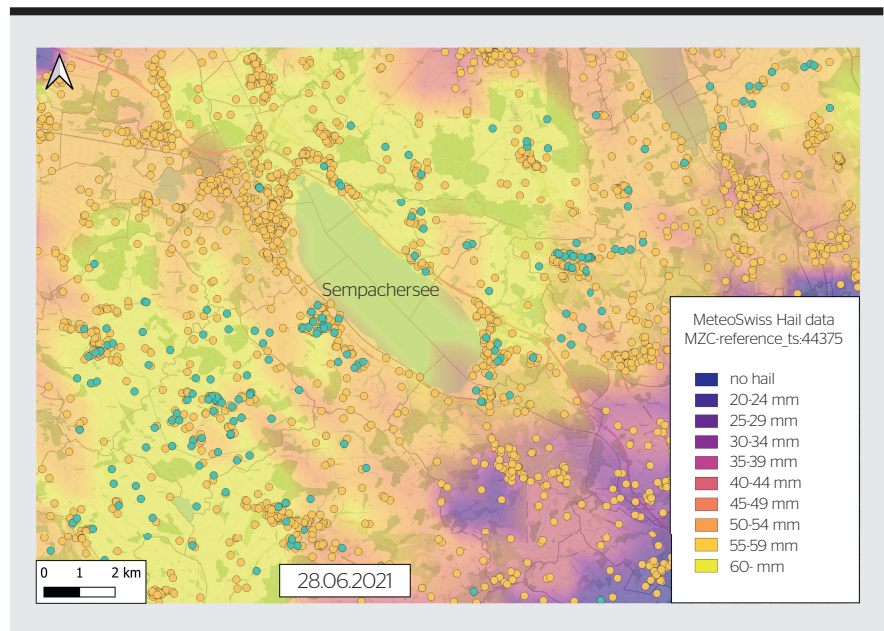 Sempachersee
MeteoSwiss Hail data
MZC-reference_ts:44375
no hail
20-24 mm
25-29 mm
30-34 mm
35-39 mm
40-44 mm
45-49 mm
50-54 mm
55-59 mm
60- mm
0 1 2 km
28.06.2021